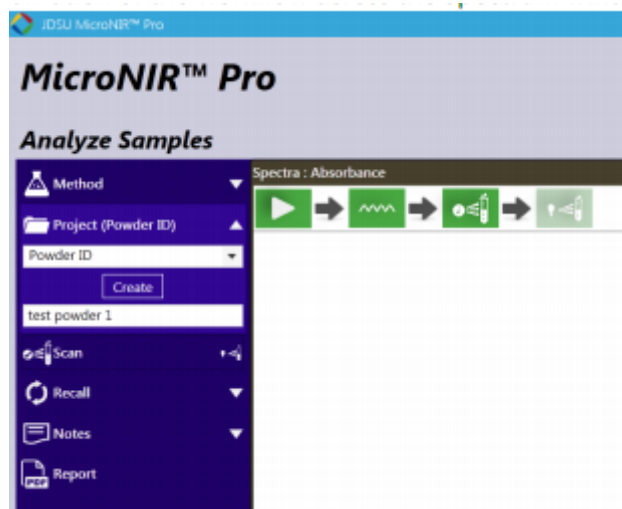 JDSU MicroNIR™ Pro
MicroNIR™ Pro
Analyze Samples
Method
Spectra : Absorbance
Project (Powder ID)
Powder ID
Create
test powder 1
Scan
Recall
Notes
PDF Report